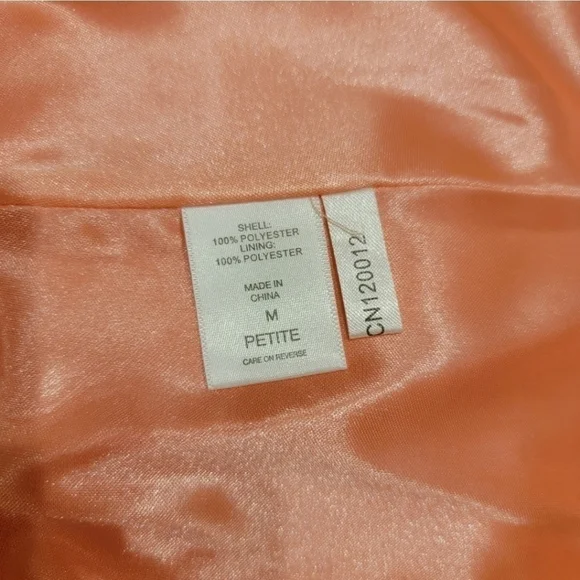 SHELL:
100% POLYESTER
LINING:
100% POLYESTER
MADE IN
CHINA
M
PETITE
CARE ON REVERSE
CN120012